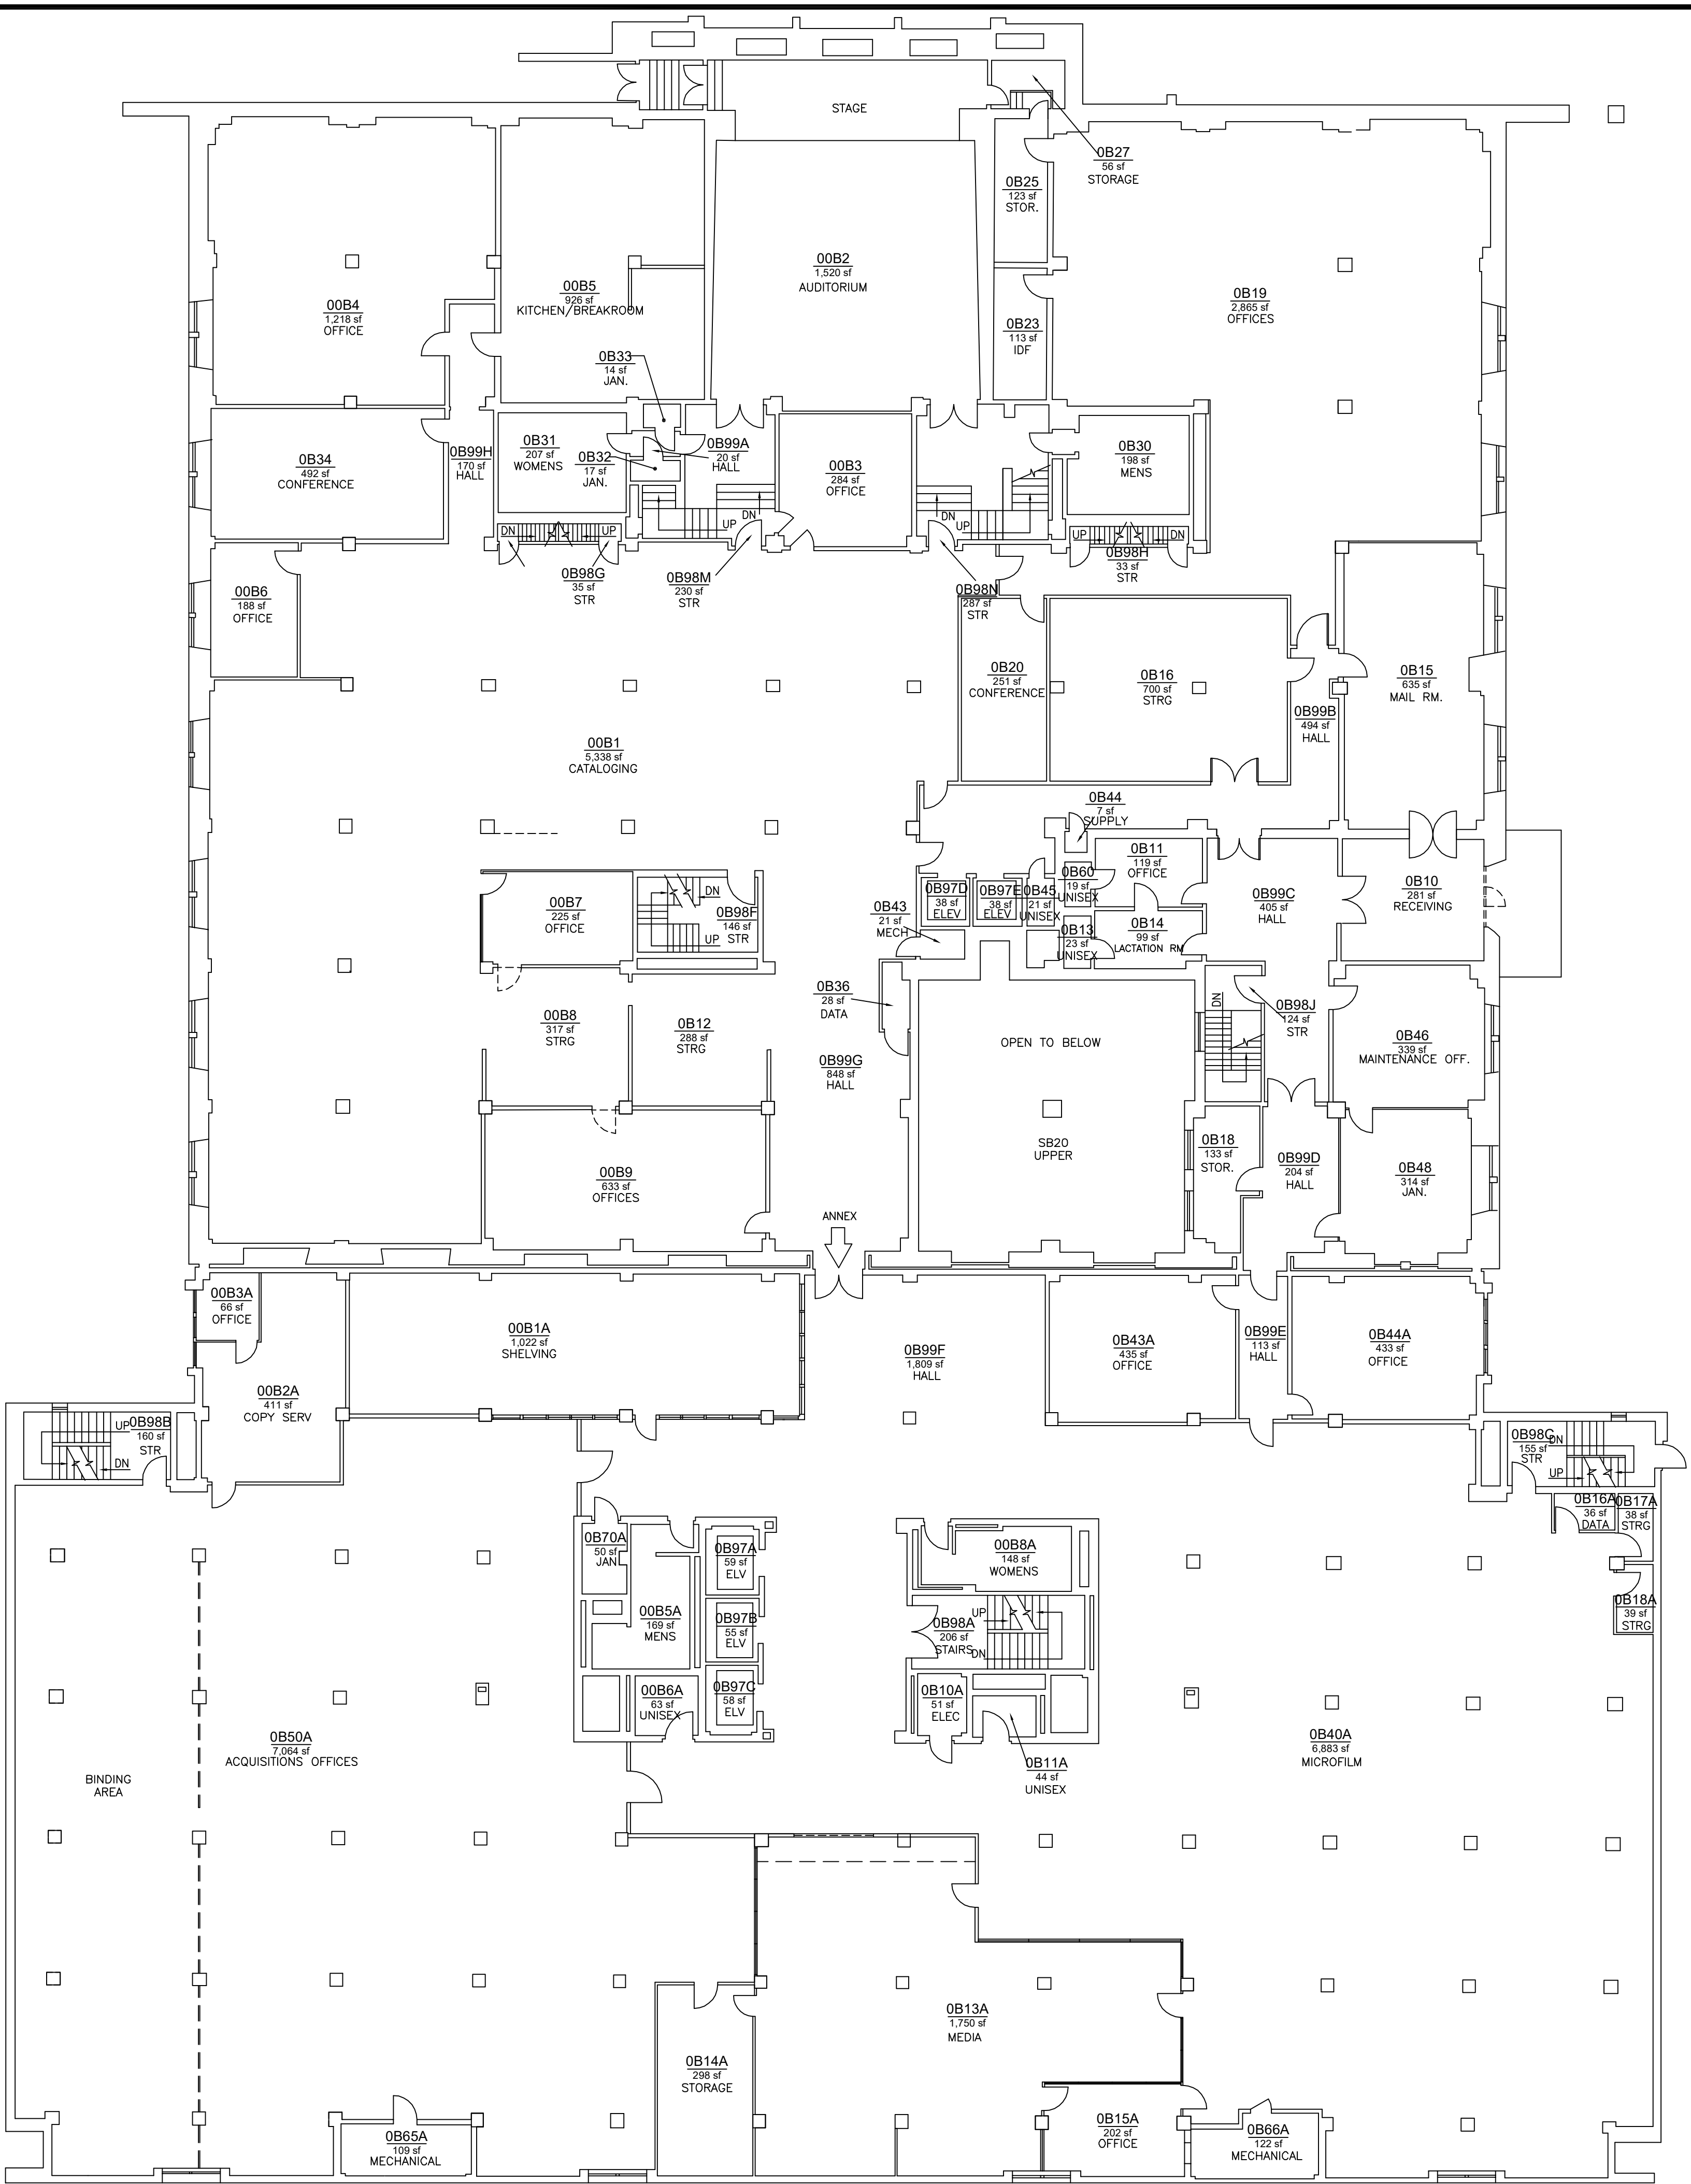 STAGE
0B27
56 sf
STORAGE
0B25
123 sf
STOR.
00B2
1,520 sf
AUDITORIUM
00B5
926 sf
KITCHEN/BREAKROOM
00B4
1,218 sf
OFFICE
0B19
2,865 sf
OFFICES
0B23
113 sf
IDF
0B33
14 sf
JAN.
0B34
492 sf
CONFERENCE
0B99H
170 sf
HALL
0B31
207 sf
WOMENS
0B32
17 sf
JAN.
0B99A
20 sf
HALL
00B3
284 sf
OFFICE
0B30
198 sf
MENS
DN
UP
DN
UP
DN
UP
UP
DN
0B98G
35 sf
STR
0B98M
230 sf
STR
0B98N
287 sf
STR
0B98H
33 sf
STR
00B6
188 sf
OFFICE
0B20
251 sf
CONFERENCE
0B16
700 sf
STRG
0B15
635 sf
MAIL RM.
0B99B
494 sf
HALL
00B1
5,338 sf
CATALOGING
0B44
7 sf
SUPPLY
0B11
119 sf
OFFICE
0B60
19 sf
UNISEX
0B97D
38 sf
ELEV
0B97E
38 sf
ELEV
0B45
21 sf
UNISEX
0B99C
405 sf
HALL
0B10
281 sf
RECEIVING
00B7
225 sf
OFFICE
DN
0B98F
146 sf
STR
UP
0B43
21 sf
MECH
0B13
23 sf
UNISEX
0B14
99 sf
LACTATION RM
0B36
28 sf
DATA
DN
0B98J
124 sf
STR
00B8
317 sf
STRG
0B12
288 sf
STRG
OPEN TO BELOW
0B46
339 sf
MAINTENANCE OFF.
0B99G
848 sf
HALL
SB20
UPPER
0B18
133 sf
STOR.
0B99D
204 sf
HALL
0B48
314 sf
JAN.
00B9
633 sf
OFFICES
ANNEX
00B3A
66 sf
OFFICE
00B1A
1,022 sf
SHELVING
0B99F
1,809 sf
HALL
0B43A
435 sf
OFFICE
0B99E
113 sf
HALL
0B44A
433 sf
OFFICE
00B2A
411 sf
COPY SERV
UP
0B98B
160 sf
STR
DN
0B98C
155 sf
STR
DN
UP
0B16A
36 sf
DATA
0B17A
38 sf
STRG
0B70A
50 sf
JAN
0B97A
59 sf
ELV
00B8A
148 sf
WOMENS
0B18A
39 sf
STRG
00B5A
169 sf
MENS
0B97B
55 sf
ELV
0B98A
206 sf
STAIRS
UP
DN
00B6A
63 sf
UNISEX
0B97C
58 sf
ELV
0B10A
51 sf
ELEC
0B50A
7,064 sf
ACQUISITIONS OFFICES
0B40A
6,883 sf
MICROFILM
0B11A
44 sf
UNISEX
BINDING
AREA
0B13A
1,750 sf
MEDIA
0B14A
298 sf
STORAGE
0B65A
109 sf
MECHANICAL
0B15A
202 sf
OFFICE
0B66A
122 sf
MECHANICAL